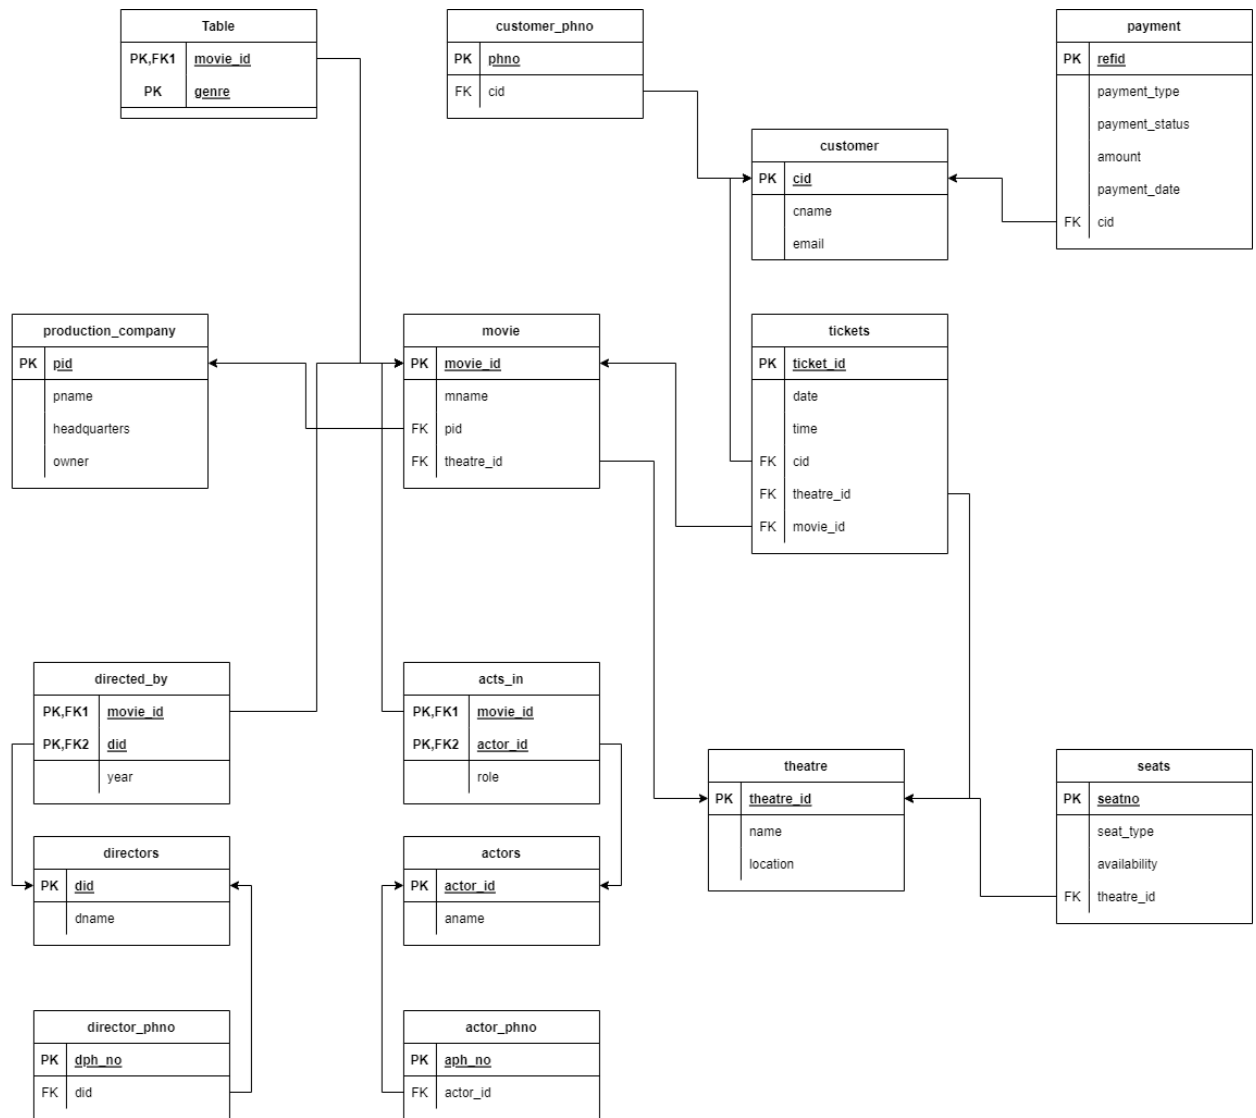 Table
PK,FK1 movie_id
PK genre
customer_phno
PK phno
FK cid
payment
PK refid
payment_type
payment_status
amount
payment_date
FK cid
customer
PK cid
cname
email
production_company
PK pid
pname
headquarters
owner
movie
PK movie_id
mname
FK pid
FK theatre_id
tickets
PK ticket_id
date
time
FK cid
FK theatre_id
FK movie_id
directed_by
PK,FK1 movie_id
PK,FK2 did
year
acts_in
PK,FK1 movie_id
PK,FK2 actor_id
role
theatre
PK theatre_id
name
location
seats
PK seatno
seat_type
availability
FK theatre_id
directors
PK did
dname
actors
PK actor_id
aname
director_phno
PK dph_no
FK did
actor_phno
PK aph_no
FK actor_id